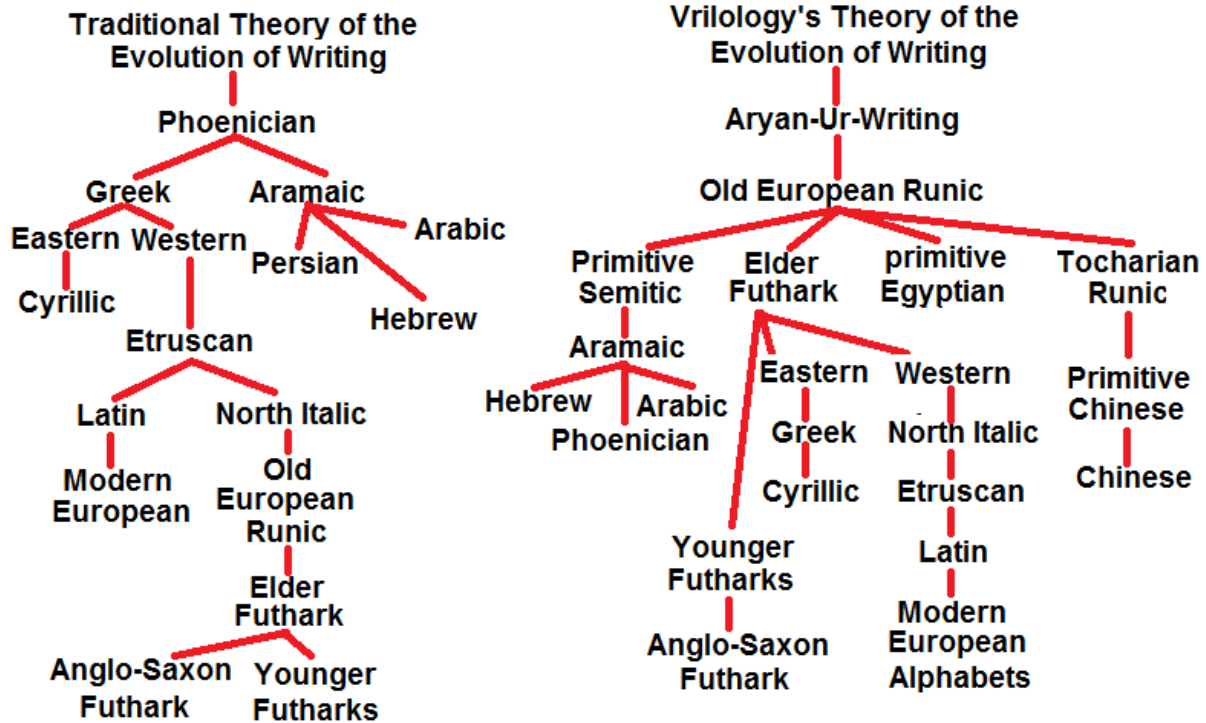 Traditional Theory of the
Evolution of Writing
Phoenician
Greek
Aramaic
Eastern
Western
Persian
Arabic
Cyrillic
Hebrew
Etruscan
Latin
North Italic
Modern
European
Old
European
Runic
Elder
Futhark
Anglo-Saxon
Futhark
Younger
Futharks
Vrilology's Theory of the
Evolution of Writing
Aryan-Ur-Writing
Old European Runic
Primitive
Semitic
Elder
Futhark
primitive
Egyptian
Tocharian
Runic
Aramaic
Hebrew
Arabic
Phoenician
Eastern
Western
Primitive
Chinese
Greek
North Italic
Cyrillic
Etruscan
Chinese
Younger
Futharks
Latin
Anglo-Saxon
Futhark
Modern
European
Alphabets